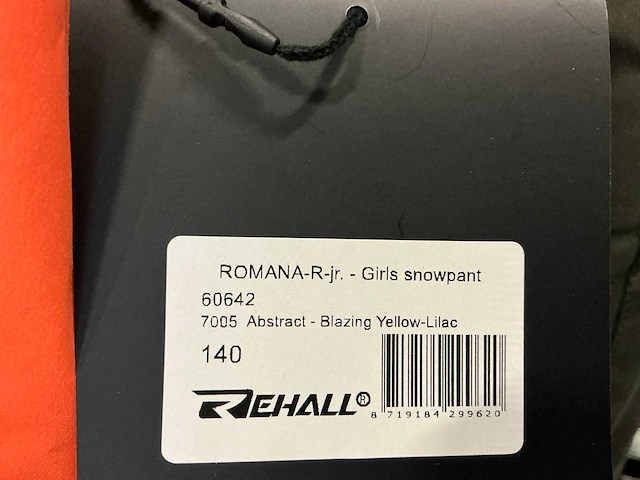 ROMANA-R-jr. - Girls snowpant
60642
7005 Abstract - Blazing Yellow-Lilac
140
REHALL®
8 719184 299620